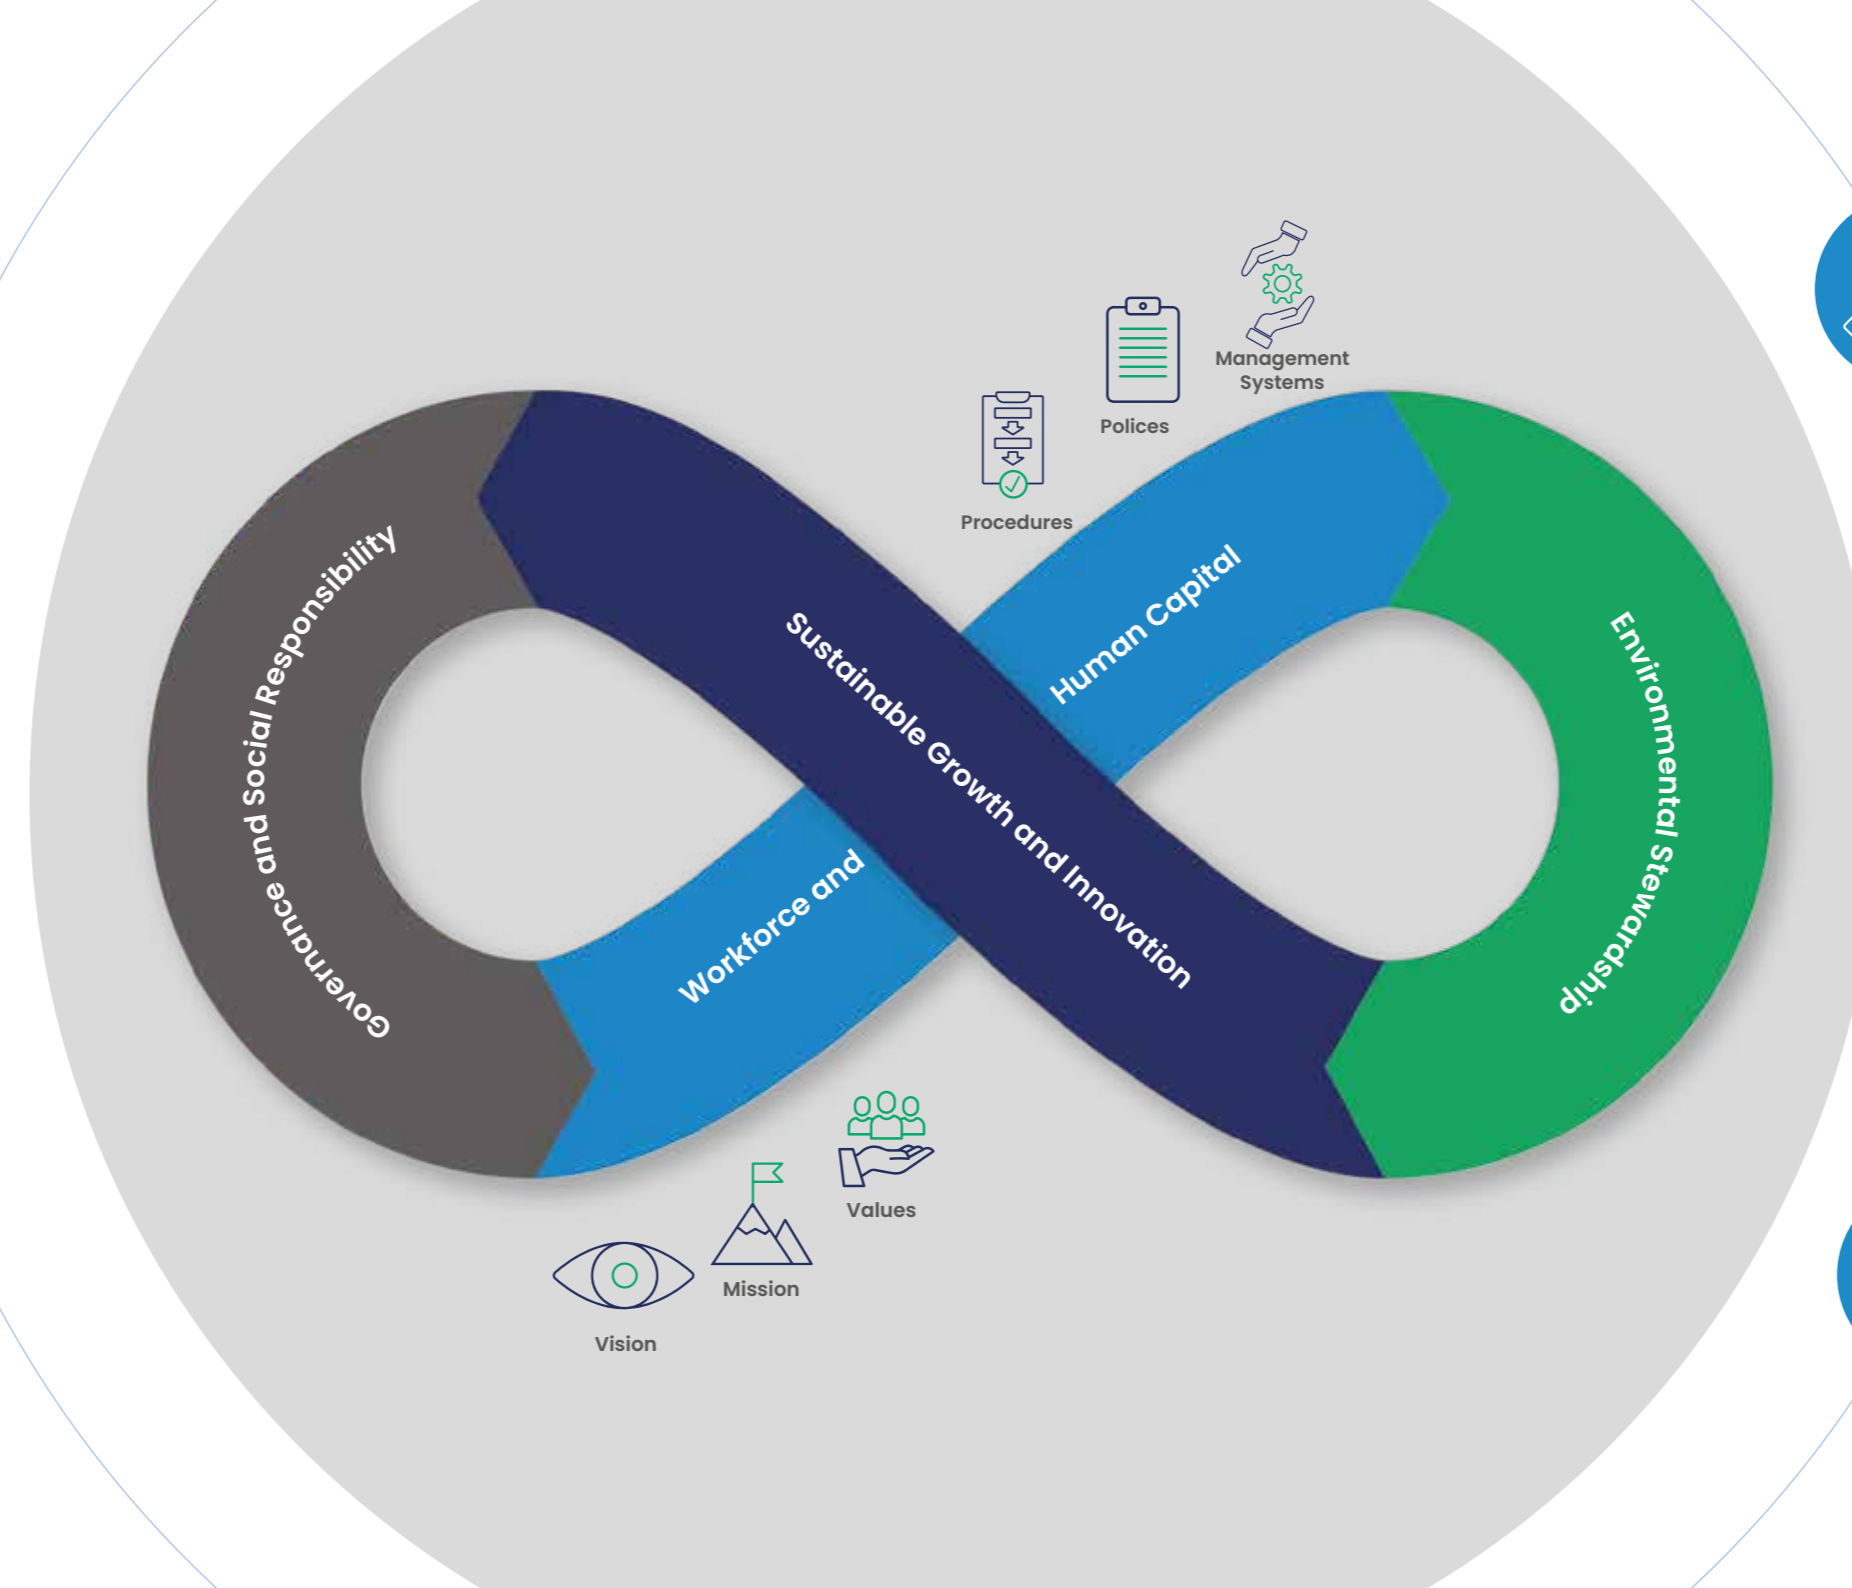 Management
Systems
Polices
Procedures
Governance and Social Responsibility
Sustainable Growth and Innovation
Workforce and
Human Capital
Environmental Stewardship
Values
Mission
Vision